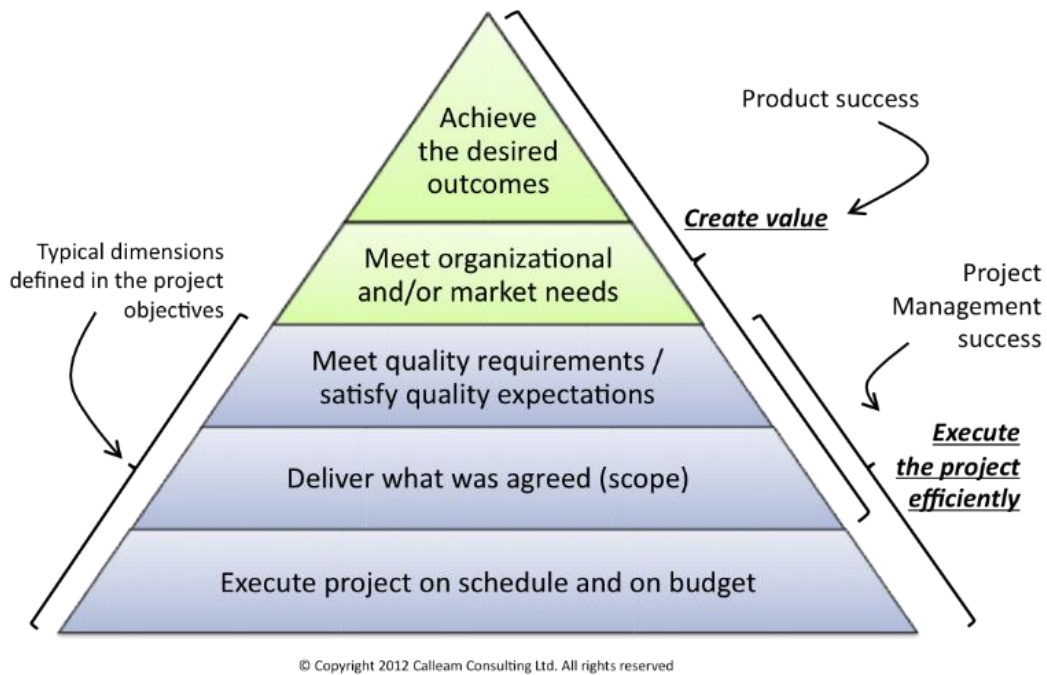 Achieve
the desired
outcomes
Product success
Create value
Typical dimensions
defined in the project
objectives
Meet organizational
and/or market needs
Project
Management
success
Meet quality requirements /
satisfy quality expectations
Execute
the project
efficiently
Deliver what was agreed (scope)
Execute project on schedule and on budget
© Copyright 2012 Calleam Consulting Ltd. All rights reserved